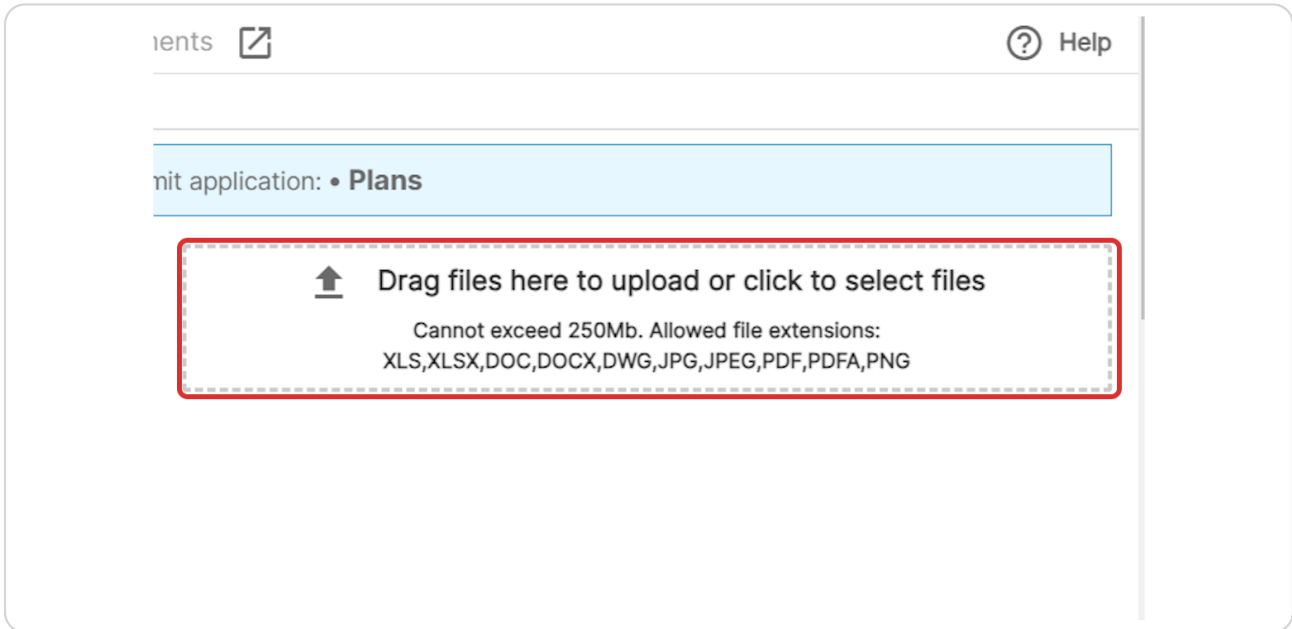 Help
mit application: • Plans
Drag files here to upload or click to select files
Cannot exceed 250Mb. Allowed file extensions:
XLS,XLSX,DOC,DOCX,DWG,JPG,JPEG,PDF,PDFA,PNG